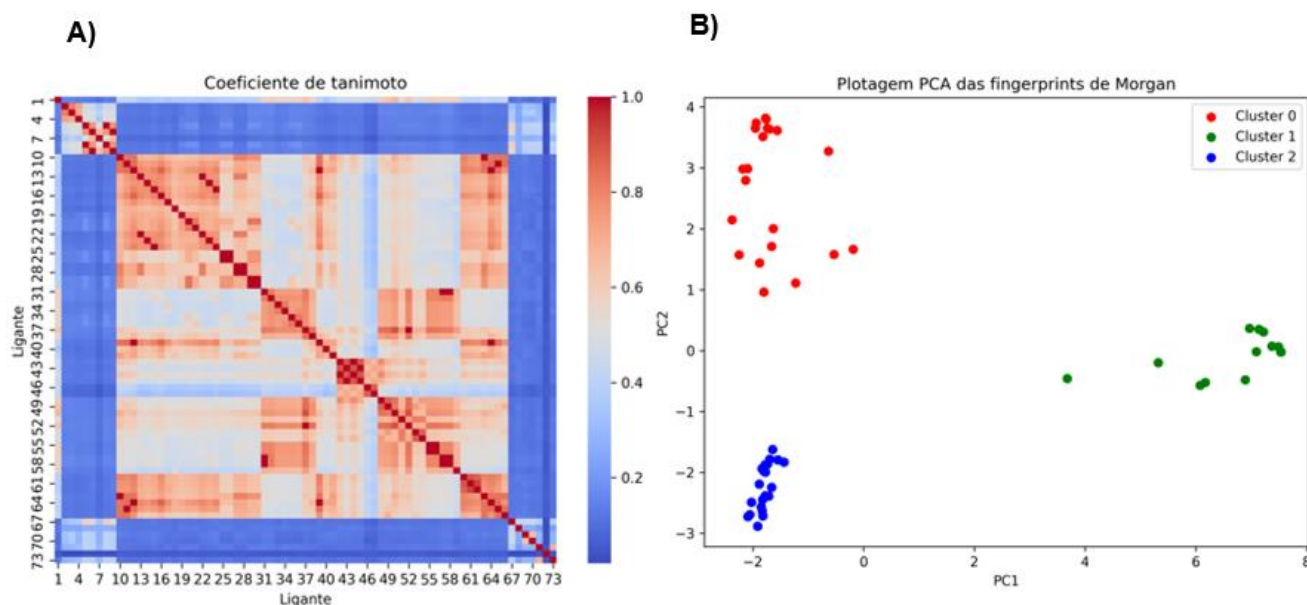 A)
Coeficiente de tanimoto
1
4
7
10
13
16
19
22
25
28
31
34
37
40
43
46
49
52
55
58
61
64
67
70
73
Ligante
1 4 7 10 13 16 19 22 25 28 31 34 37 40 43 46 49 52 55 58 61 64 67 70 73
Ligante
1.0
0.8
0.6
0.4
0.2
B)
Plotagem PCA das fingerprints de Morgan
Cluster 0
Cluster 1
Cluster 2
4
3
2
1
0
−1
−2
−3
PC2
−2 0 2 4 6 8
PC1